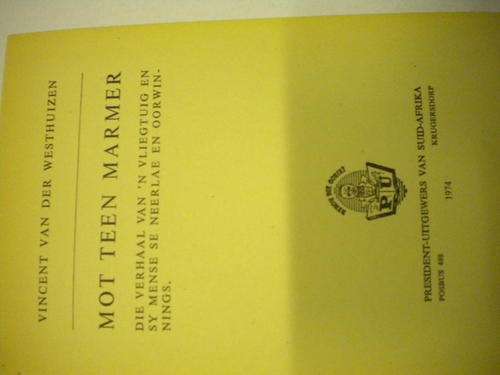 VINCENT VAN DER WESTHUIZEN
MOT TEEN MARMER
DIE VERHAAL VAN 'N VLIEGTUIG EN
SY MENSE SE NEERLAE EN OORWIN-
NINGS.
P U
PRESIDENT-UITGEWERS VAN SUID-AFRIKA
POSBUS 488
KRUGERSDORP
1974